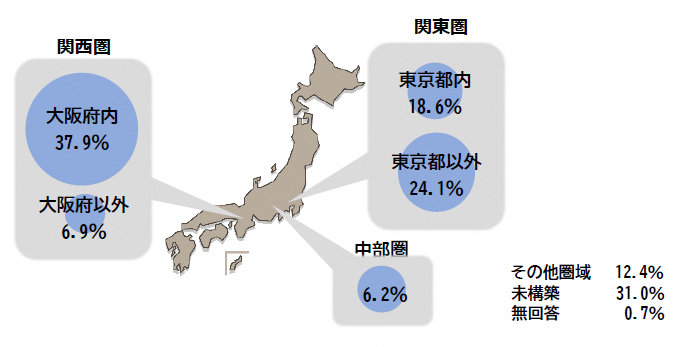 関西圏
大阪府内
37.9%
大阪府以外
6.9%
関東圏
東京都内
18.6%
東京都以外
24.1%
中部圏
6.2%
その他圏域 12.4%
未構築 31.0%
無回答 0.7%